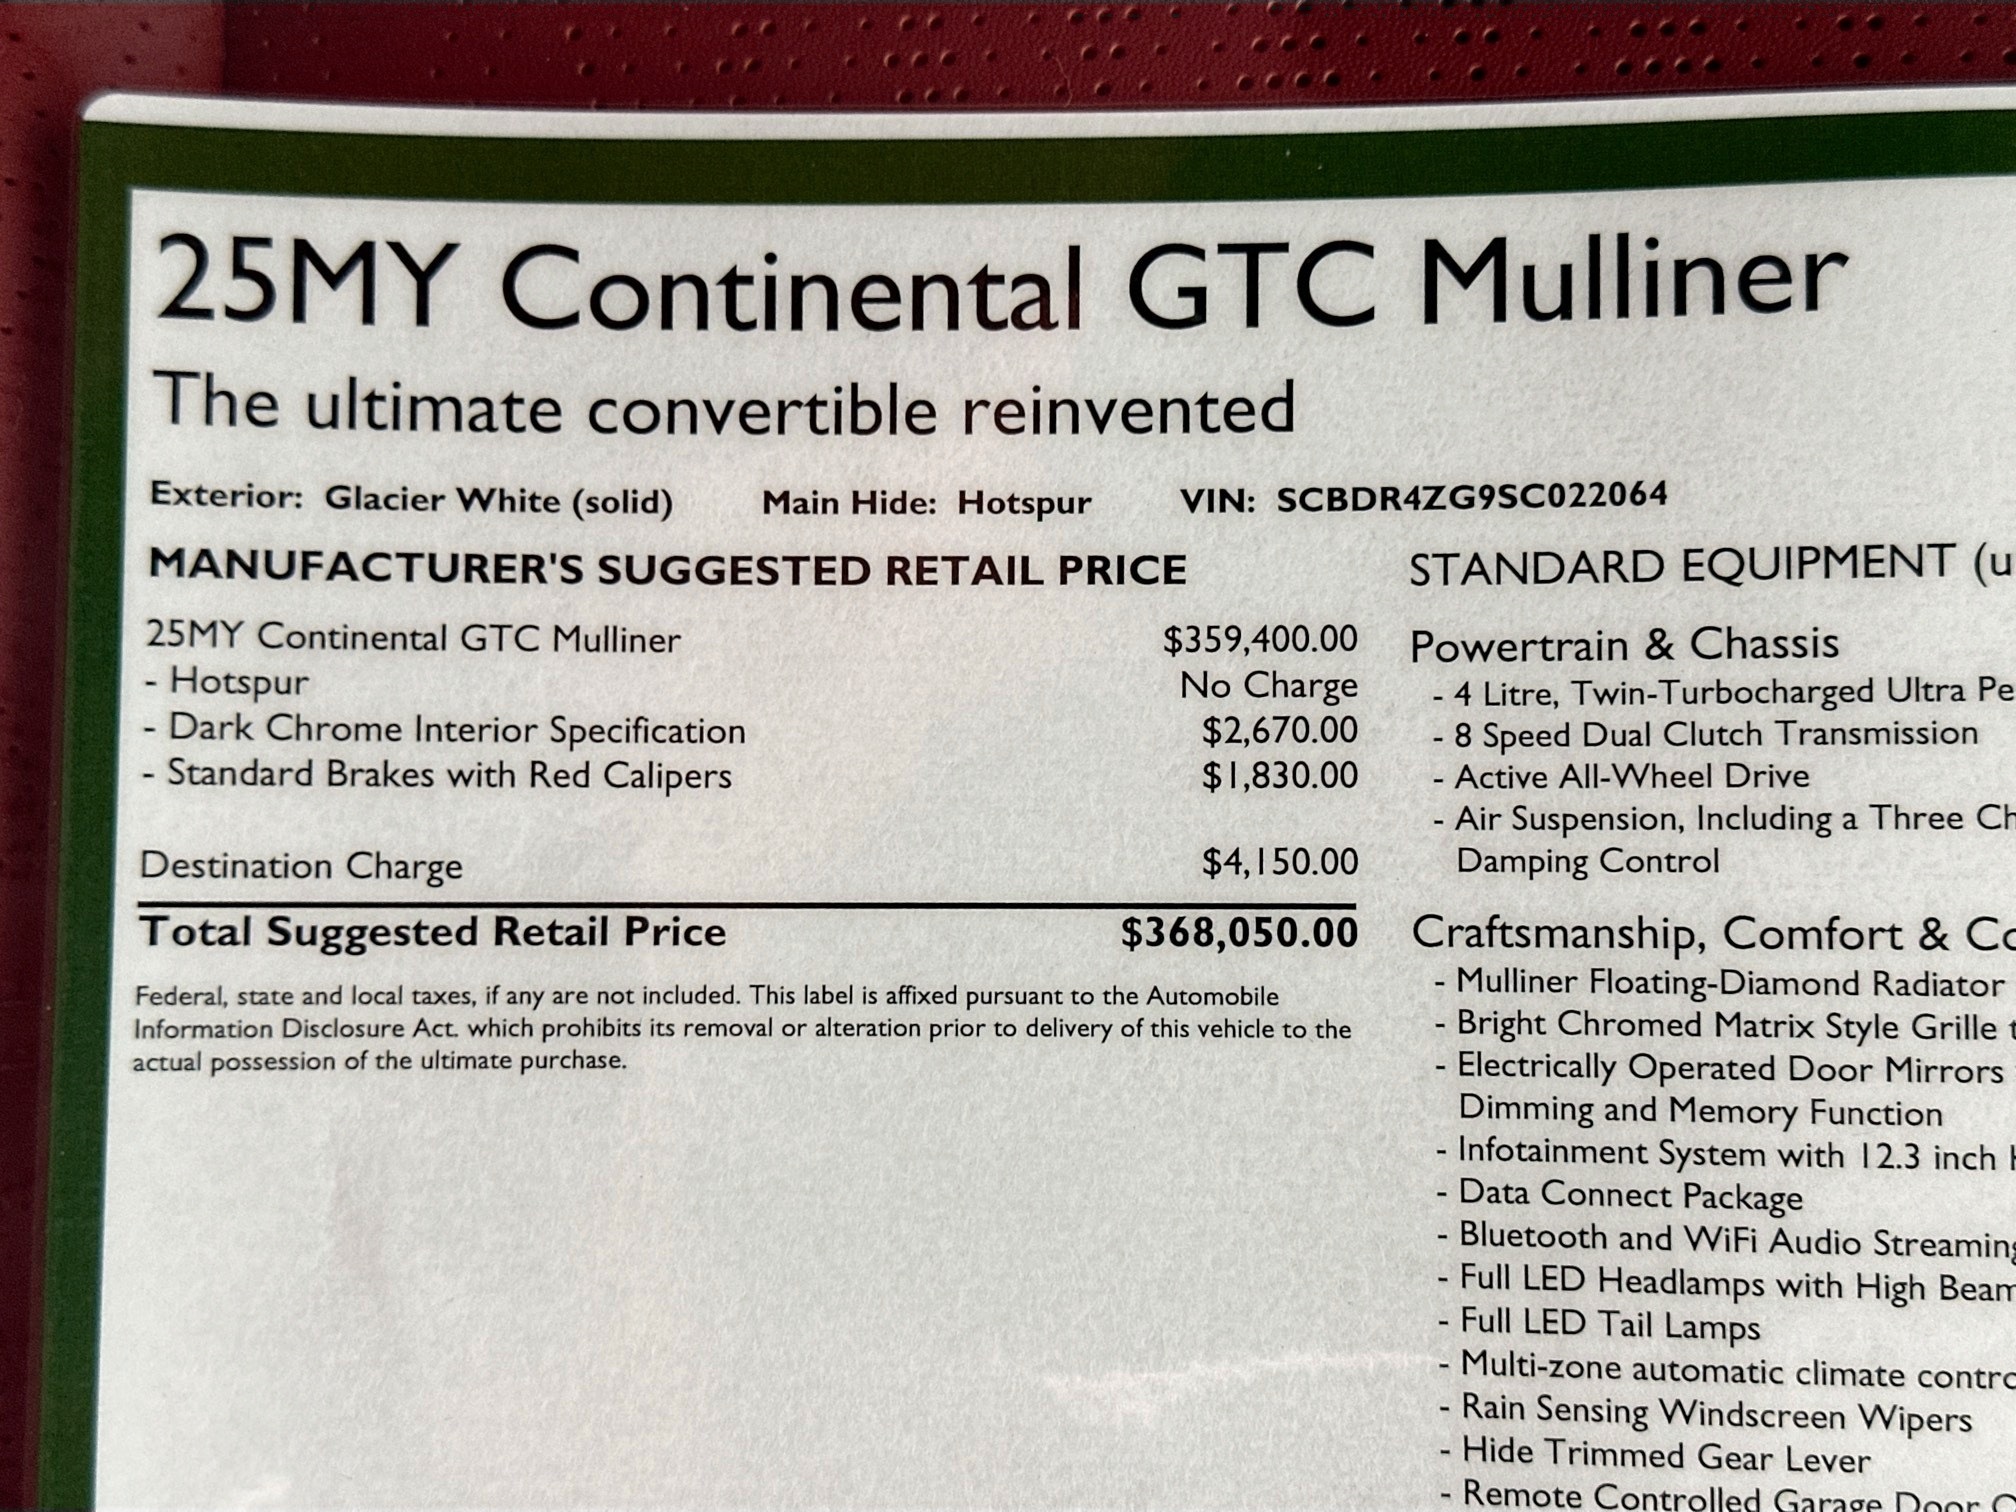 25MY Continental GTC Mulliner
The ultimate convertible reinvented
Exterior: Glacier White (solid) Main Hide: Hotspur VIN: SCBDR4ZG9SC022064
MANUFACTURER'S SUGGESTED RETAIL PRICE
25MY Continental GTC Mulliner $359,400.00
- Hotspur No Charge
- Dark Chrome Interior Specification $2,670.00
- Standard Brakes with Red Calipers $1,830.00
Destination Charge $4,150.00
Total Suggested Retail Price $368,050.00
Federal, state and local taxes, if any are not included. This label is affixed pursuant to the Automobile
Information Disclosure Act. which prohibits its removal or alteration prior to delivery of this vehicle to the
actual possession of the ultimate purchase.
STANDARD EQUIPMENT
Powertrain & Chassis
- 4 Litre, Twin-Turbocharged Ultra
- 8 Speed Dual Clutch Transmission
- Active All-Wheel Drive
- Air Suspension, Including a Three
Damping Control
Craftsmanship, Comfort &
- Mulliner Floating-Diamond Radiator
- Bright Chromed Matrix Style Grille
- Electrically Operated Door Mirrors
Dimming and Memory Function
- Infotainment System with 12.3 inch
- Data Connect Package
- Bluetooth and WiFi Audio Streaming
- Full LED Headlamps with High Beam
- Full LED Tail Lamps
- Multi-zone automatic climate
- Rain Sensing Windscreen Wipers
- Hide Trimmed Gear Lever
- Remote Controlled Garage Door